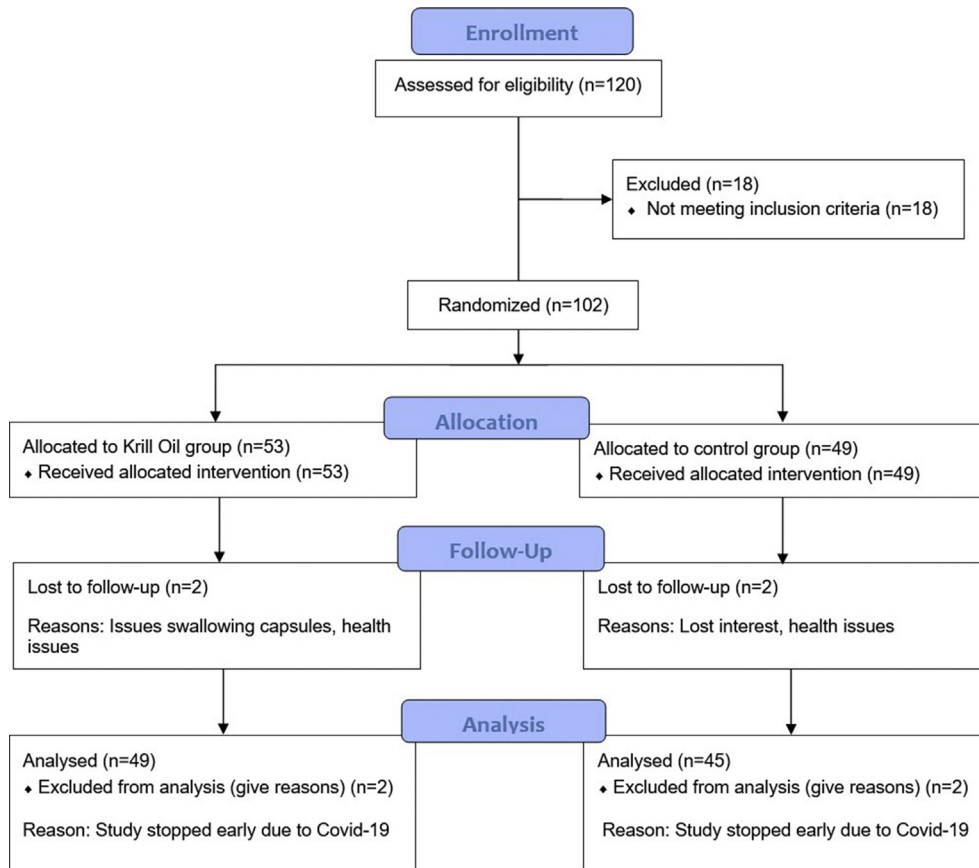 Enrollment
Assessed for eligibility (n=120)
Excluded (n=18)
⬧ Not meeting inclusion criteria (n=18)
Randomized (n=102)
Allocation
Allocated to Krill Oil group (n=53)
⬧ Received allocated intervention (n=53)
Allocated to control group (n=49)
⬧ Received allocated intervention (n=49)
Follow-Up
Lost to follow-up (n=2)
Reasons: Issues swallowing capsules, health
issues
Lost to follow-up (n=2)
Reasons: Lost interest, health issues
Analysis
Analysed (n=49)
⬧ Excluded from analysis (give reasons) (n=2)
Reason: Study stopped early due to Covid-19
Analysed (n=45)
⬧ Excluded from analysis (give reasons) (n=2)
Reason: Study stopped early due to Covid-19